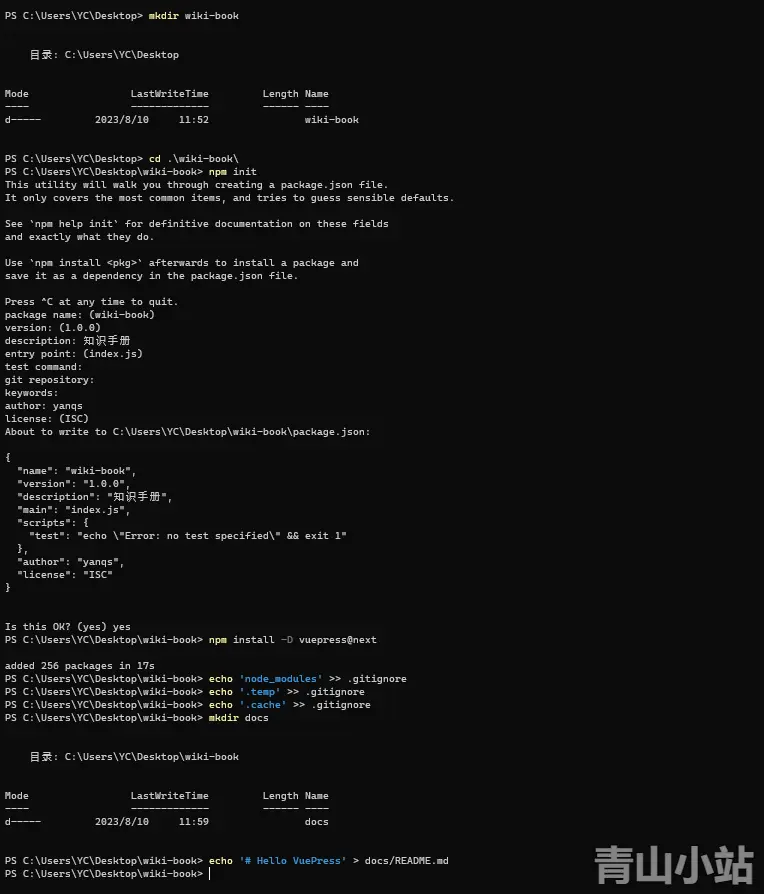 PS C:\Users\YC\Desktop> mkdir wiki-book
目录: C:\Users\YC\Desktop
Mode LastWriteTime Length Name
---- ------------- ------ ----
d----- 2023/8/10 11:52 wiki-book
PS C:\Users\YC\Desktop> cd .\wiki-book\
PS C:\Users\YC\Desktop\wiki-book> npm init
This utility will walk you through creating a package.json file.
It only covers the most common items, and tries to guess sensible defaults.
See `npm help init` for definitive documentation on these fields
and exactly what they do.
Use `npm install <pkg>` afterwards to install a package and
save it as a dependency in the package.json file.
Press ^C at any time to quit.
package name: (wiki-book)
version: (1.0.0)
description: 知识手册
entry point: (index.js)
test command:
git repository:
keywords:
author: yanqs
license: (ISC)
About to write to C:\Users\YC\Desktop\wiki-book\package.json:
{
"name": "wiki-book",
"version": "1.0.0",
"description": "知识手册",
"main": "index.js",
"scripts": {
"test": "echo \"Error: no test specified\" && exit 1"
},
"author": "yanqs",
"license": "ISC"
}
Is this OK? (yes) yes
PS C:\Users\YC\Desktop\wiki-book> npm install -D vuepress@next
added 256 packages in 17s
PS C:\Users\YC\Desktop\wiki-book> echo 'node_modules' >> .gitignore
PS C:\Users\YC\Desktop\wiki-book> echo '.temp' >> .gitignore
PS C:\Users\YC\Desktop\wiki-book> echo '.cache' >> .gitignore
PS C:\Users\YC\Desktop\wiki-book> mkdir docs
目录: C:\Users\YC\Desktop\wiki-book
Mode LastWriteTime Length Name
---- ------------- ------ ----
d----- 2023/8/10 11:59 docs
PS C:\Users\YC\Desktop\wiki-book> echo '# Hello VuePress' > docs/README.md
PS C:\Users\YC\Desktop\wiki-book>
青山小站